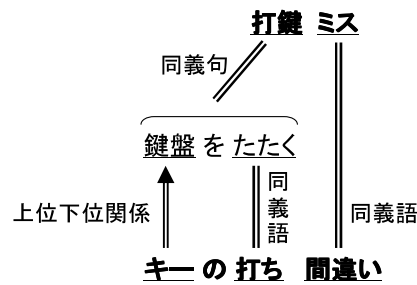 打鍵 ミス
同義句
鍵盤 を たたく
上位下位関係
同義語
同義語
キー の 打ち 間違い